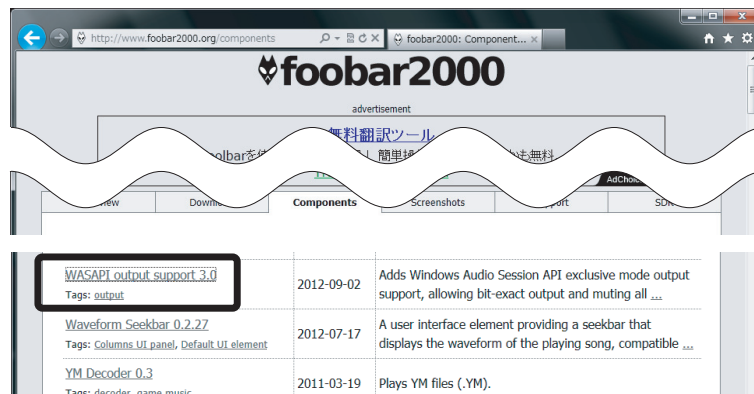 http://www.foobar2000.org/components
foobar2000: Component...
foobar2000
advertisement
無料翻訳ツール
Components
Screenshots
WASAPI output support 3.0
Tags: output
2012-09-02
Adds Windows Audio Session API exclusive mode output
support, allowing bit-exact output and muting all ...
Waveform Seekbar 0.2.27
Tags: Columns UI panel, Default UI element
2012-07-17
A user interface element providing a seekbar that
displays the waveform of the playing song, compatible ...
YM Decoder 0.3
Tags: decoder, game music
2011-03-19
Plays YM files (.YM).